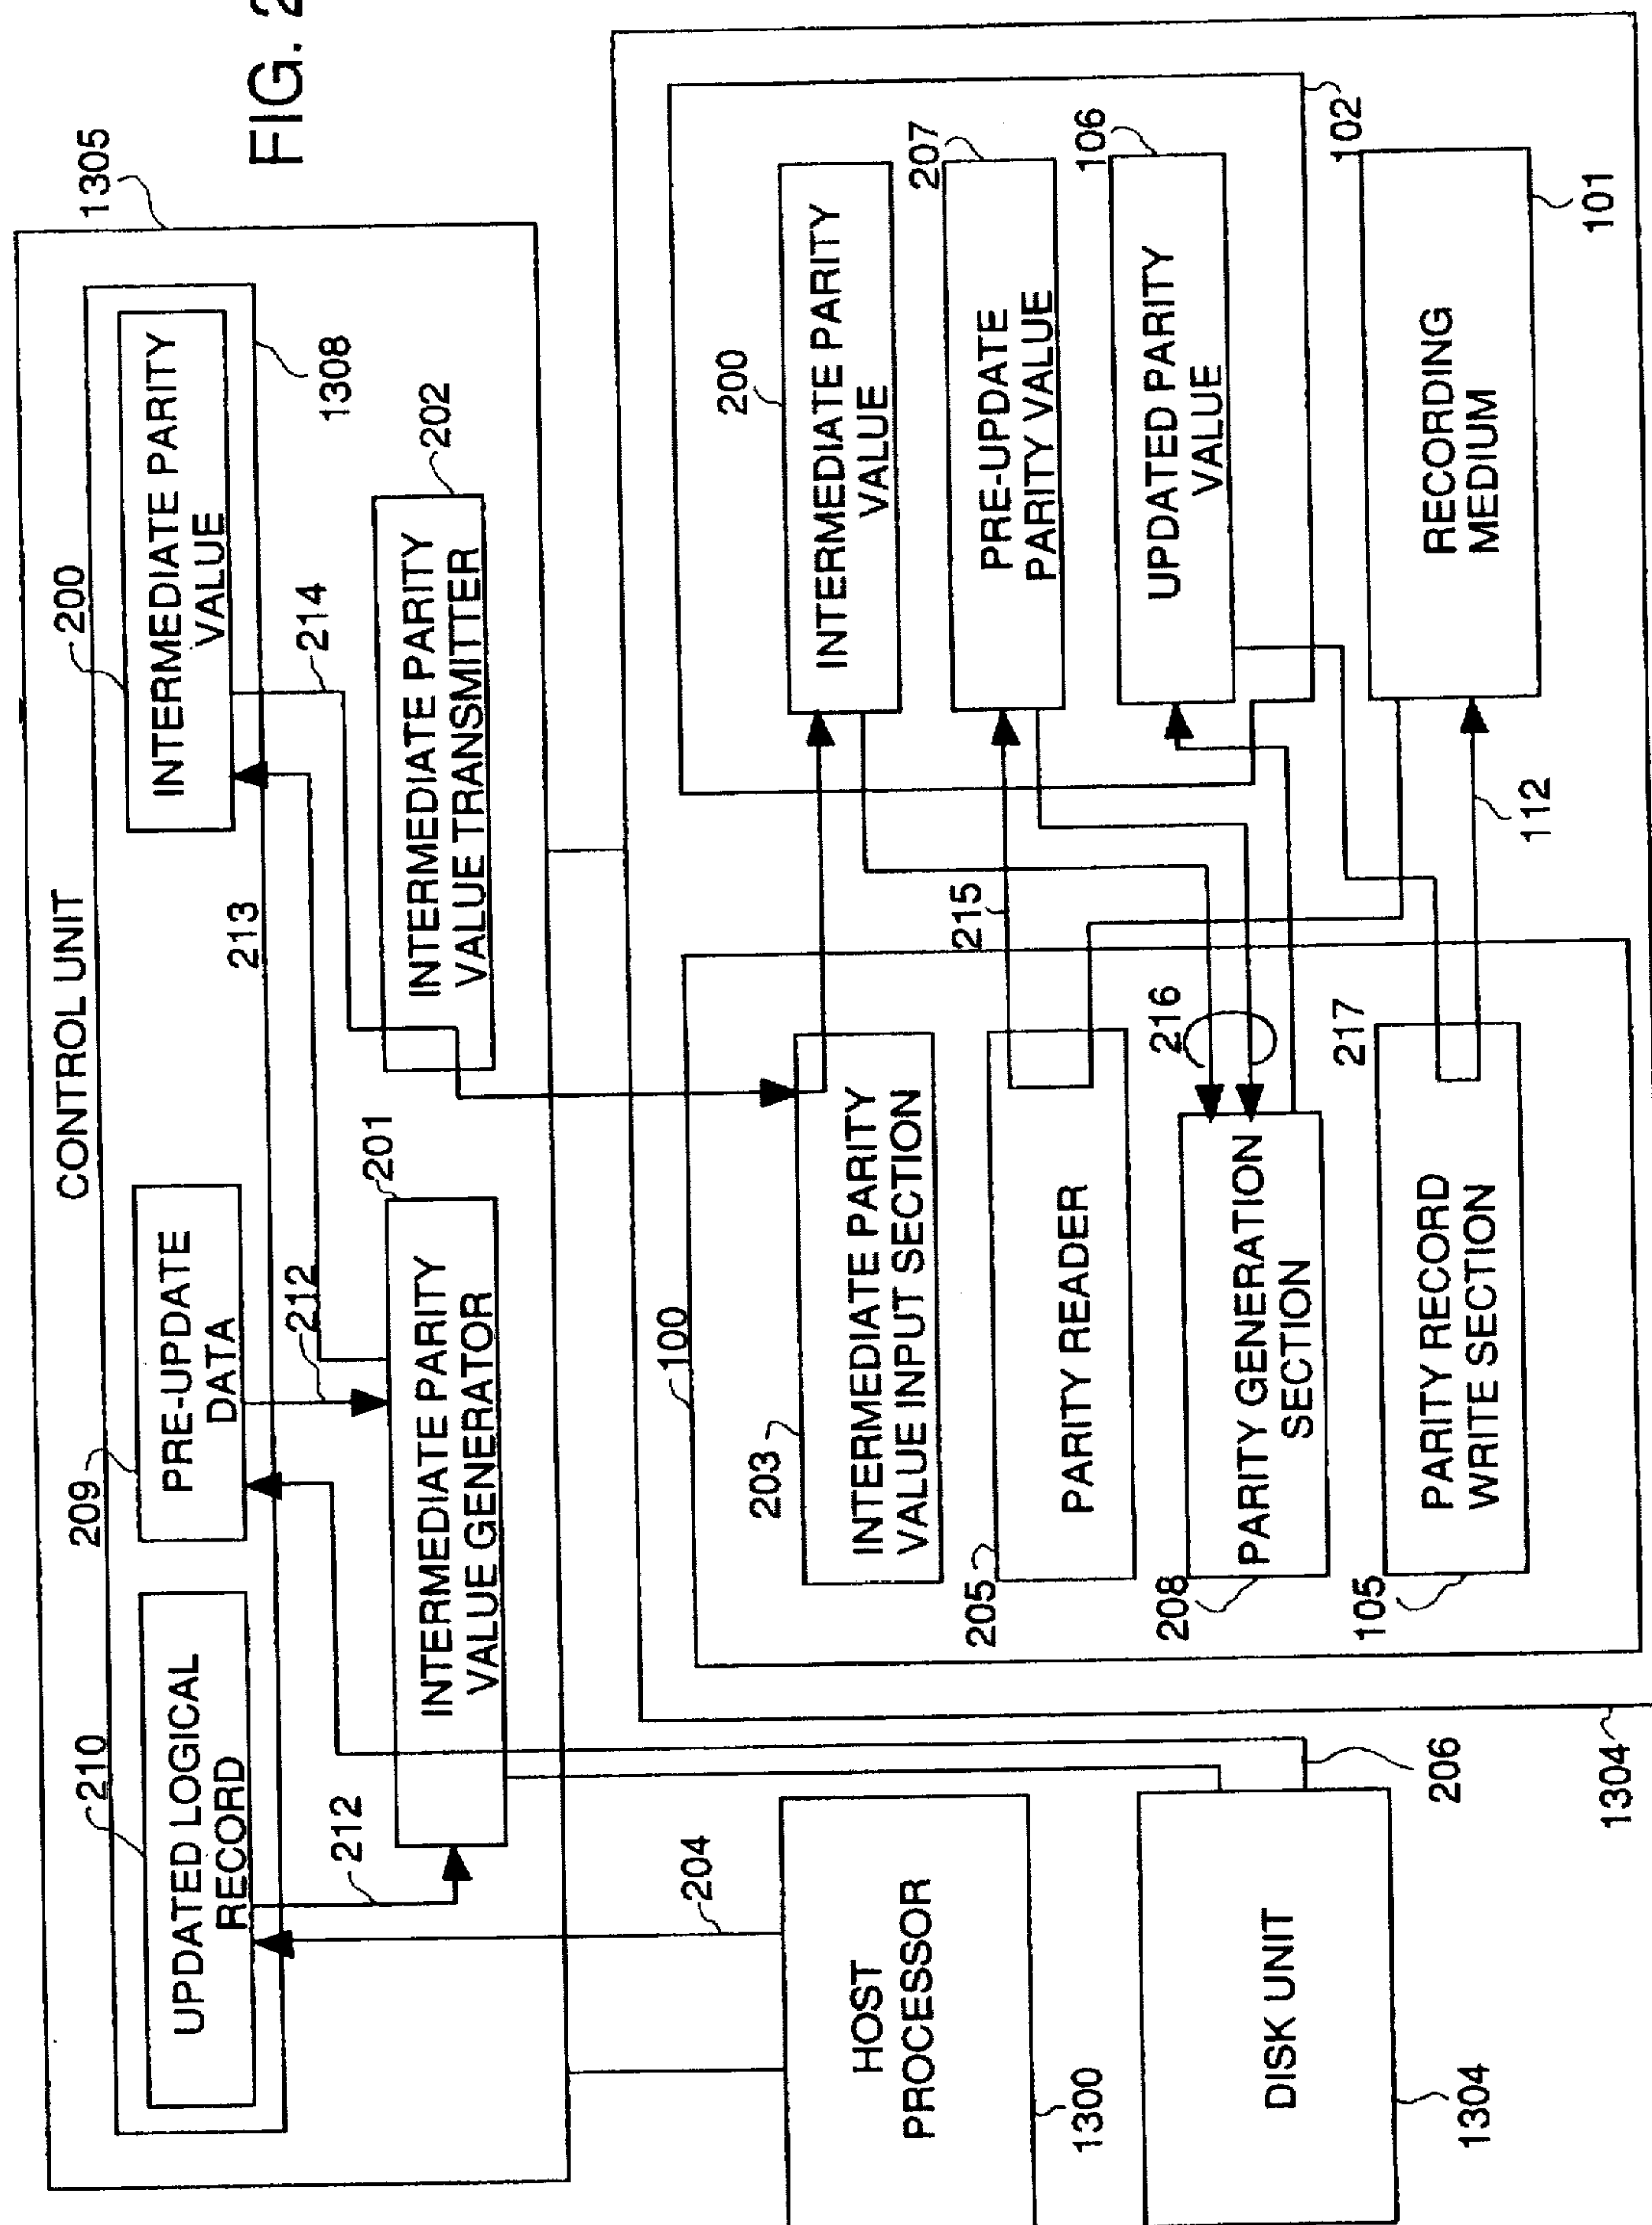 FIG. 2
CONTROL UNIT
1305
210
UPDATED LOGICAL
RECORD
209
PRE-UPDATE
DATA
200
INTERMEDIATE PARITY
VALUE
1308
212
212
213
214
201
INTERMEDIATE PARITY
VALUE GENERATOR
202
INTERMEDIATE PARITY
VALUE TRANSMITTER
204
HOST
PROCESSOR
1300
206
DISK UNIT
1304
1304
100
203
INTERMEDIATE PARITY
VALUE INPUT SECTION
205
PARITY READER
208
PARITY GENERATION
SECTION
105
PARITY RECORD
WRITE SECTION
215
216
217
112
200
INTERMEDIATE PARITY
VALUE
207
PRE-UPDATE
PARITY VALUE
106
UPDATED PARITY
VALUE
102
RECORDING
MEDIUM
101